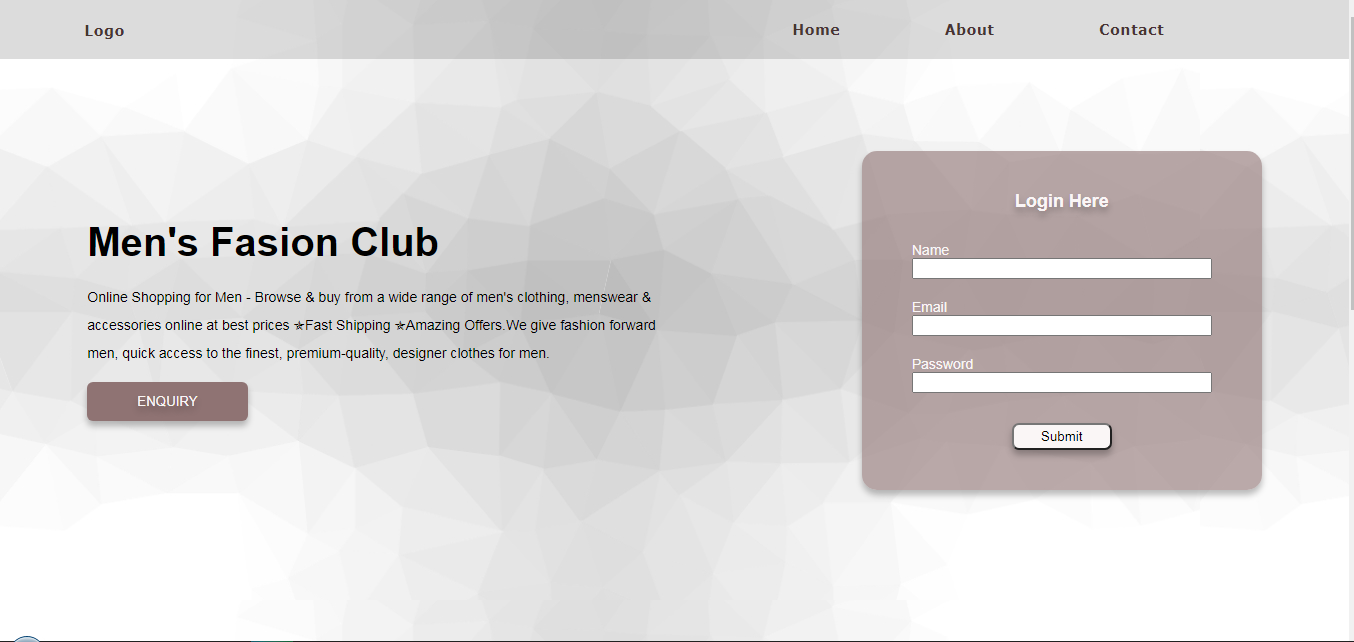 Logo
Home
About
Contact
Login Here
Men's Fasion Club
Name
Online Shopping for Men - Browse & buy from a wide range of men's clothing, menswear &
accessories online at best prices ✯Fast Shipping ✯Amazing Offers.We give fashion forward
men, quick access to the finest, premium-quality, designer clothes for men.
Email
Password
ENQUIRY
Submit